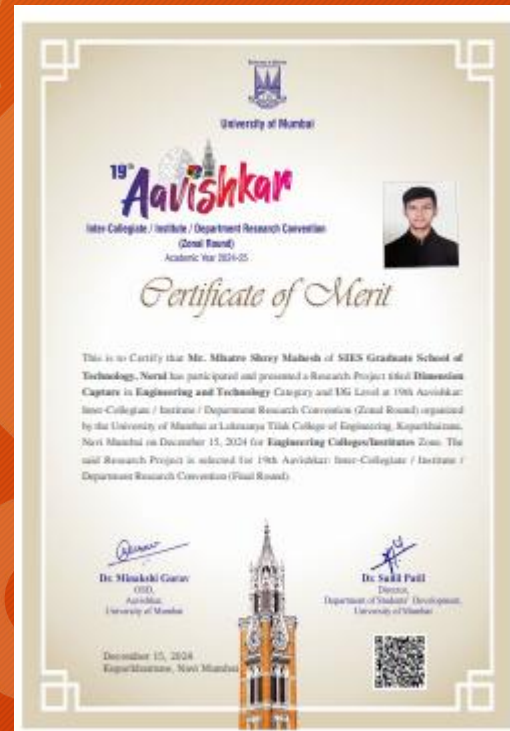 University of Mumbai
19th
Aavishkar
Inter-Collegiate / Institute / Department Research Convention
(Zonal Round)
Academic Year 2024-25
Certificate of Merit
This is to Certify that Mr. Mhatre Shrey Mahesh of SIES Graduate School of
Technology, Nerul has participated and presented a Research Project titled Dimension
Capture in Engineering and Technology Category and UG Level at 19th Aavishkar:
Inter-Collegiate / Institute / Department Research Convention (Zonal Round) organized
by the University of Mumbai at Lokmanya Tilak College of Engineering, Koparkhairane,
Navi Mumbai on December 15, 2024 for Engineering Colleges/Institutes Zone. The
said Research Project is selected for 19th Aavishkar: Inter-Collegiate / Institute /
Department Research Convention (Final Round).
Dr. Minakshi Gurav
OSD,
Aavishkar,
University of Mumbai
Dr. Sunil Patil
Director,
Department of Students' Development,
University of Mumbai
December 15, 2024
Koparkhairane, Navi Mumbai